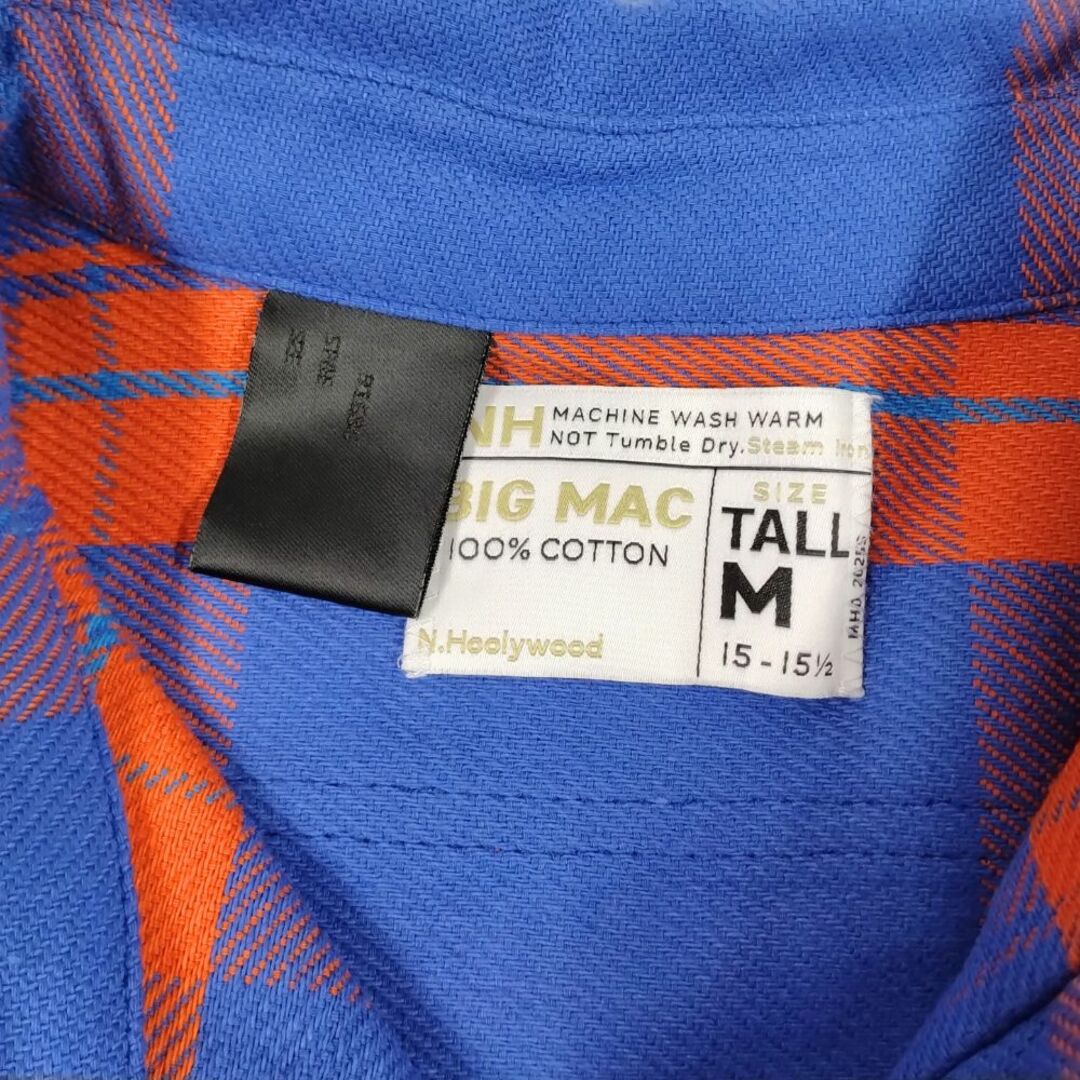 NH
MACHINE WASH WARM
NOT Tumble Dry. Steam Iron
BIG MAC
100% COTTON
N.Hoolywood
SIZE
TALL
M
15 - 15½